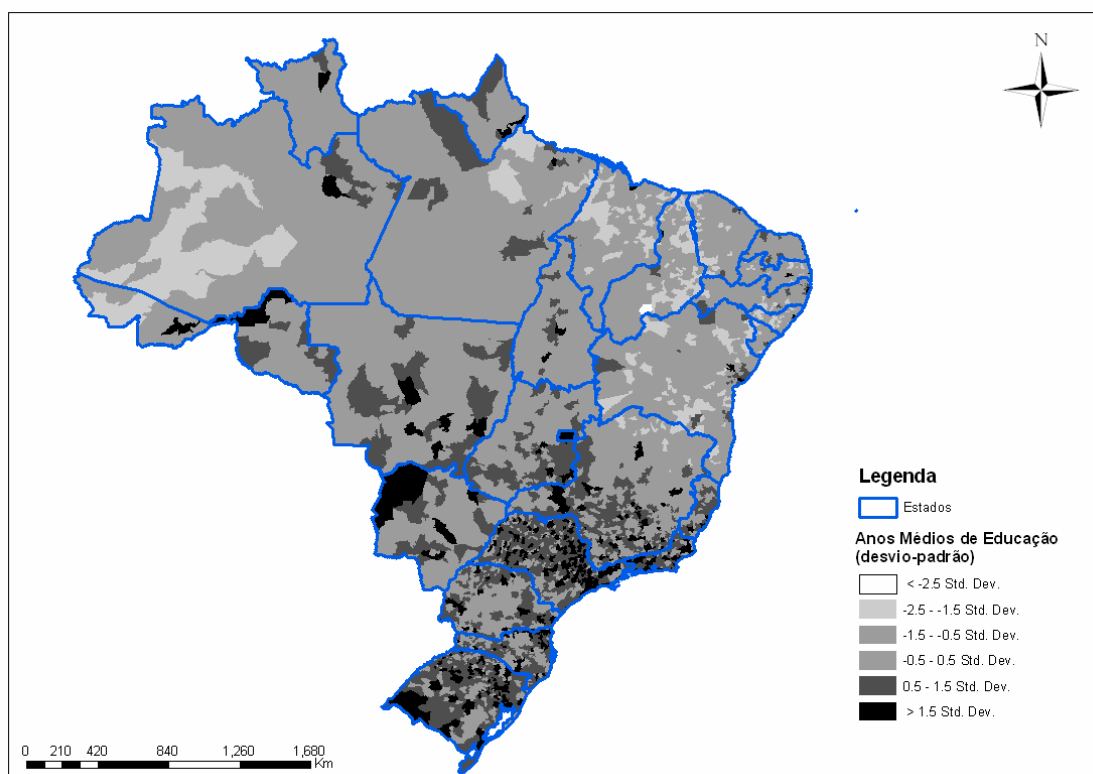 N
Legenda
Estados
Anos Médios de Educação
(desvio-padrão)
< -2.5 Std. Dev.
-2.5 - -1.5 Std. Dev.
-1.5 - -0.5 Std. Dev.
-0.5 - 0.5 Std. Dev.
0.5 - 1.5 Std. Dev.
> 1.5 Std. Dev.
0 210 420 840 1,260 1,680
Km